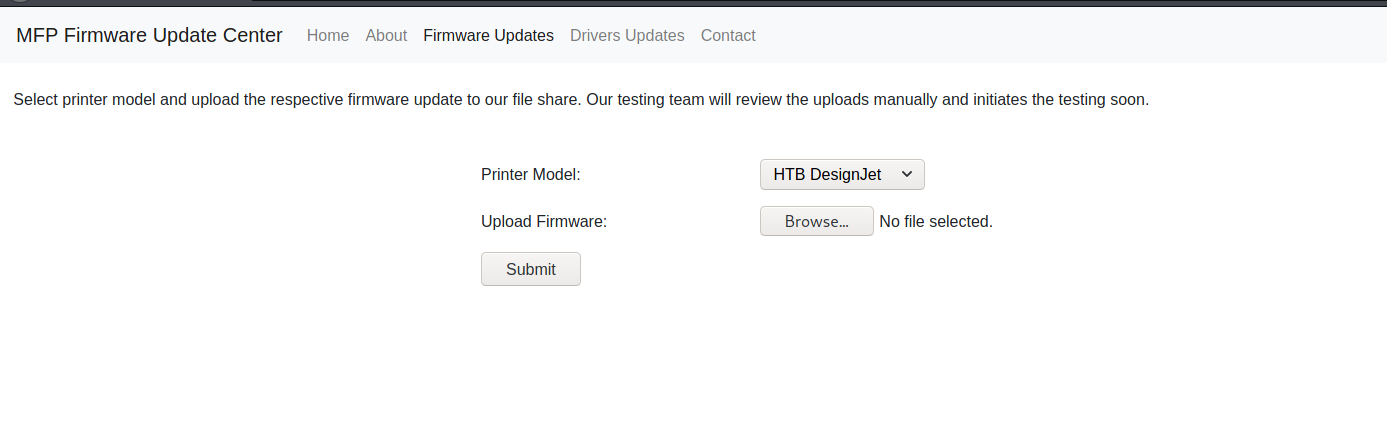 MFP Firmware Update Center Home About Firmware Updates Drivers Updates Contact
Select printer model and upload the respective firmware update to our file share. Our testing team will review the uploads manually and initiates the testing soon.
Printer Model: HTB DesignJet
Upload Firmware: Browse... No file selected.
Submit